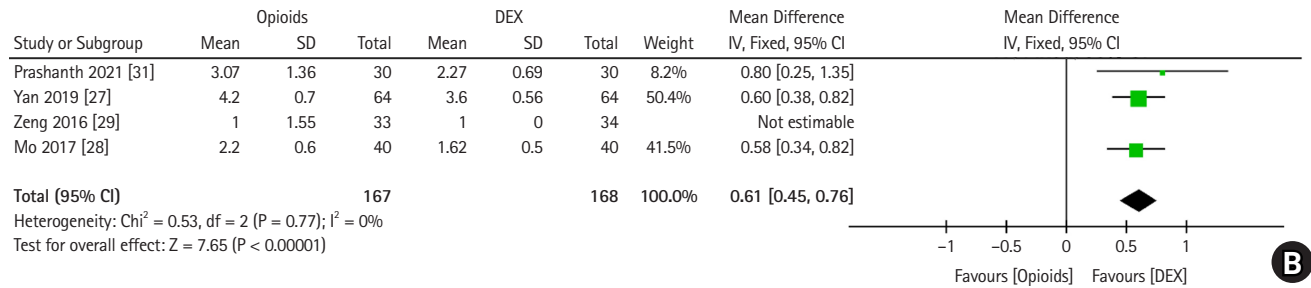 Opioids DEX Mean Difference Mean Difference
Study or Subgroup Mean SD Total Mean SD Total Weight IV, Fixed, 95% CI IV, Fixed, 95% CI
Prashanth 2021 [31] 3.07 1.36 30 2.27 0.69 30 8.2% 0.80 [0.25, 1.35]
Yan 2019 [27] 4.2 0.7 64 3.6 0.56 64 50.4% 0.60 [0.38, 0.82]
Zeng 2016 [29] 1 1.55 33 1 0 34 Not estimable
Mo 2017 [28] 2.2 0.6 40 1.62 0.5 40 41.5% 0.58 [0.34, 0.82]
Total (95% CI) 167 168 100.0% 0.61 [0.45, 0.76]
Heterogeneity: Chi² = 0.53, df = 2 (P = 0.77); I² = 0%
Test for overall effect: Z = 7.65 (P < 0.00001)
−1 −0.5 0 0.5 1
Favours [Opioids] Favours [DEX]
B